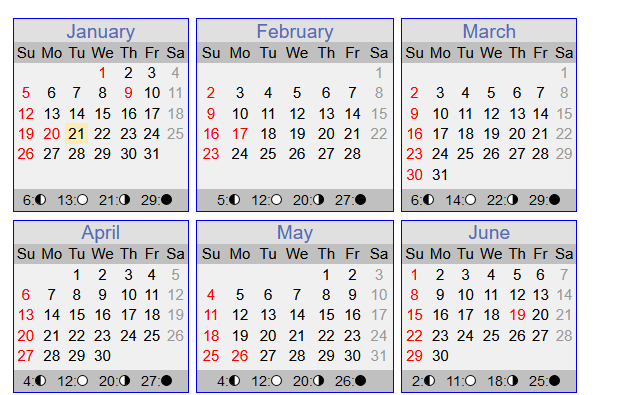 January
Su Mo Tu We Th Fr Sa
1 2 3 4
5 6 7 8 9 10 11
12 13 14 15 16 17 18
19 20 21 22 23 24 25
26 27 28 29 30 31
6:◐ 13:○ 21:◑ 29:●
February
Su Mo Tu We Th Fr Sa
1
2 3 4 5 6 7 8
9 10 11 12 13 14 15
16 17 18 19 20 21 22
23 24 25 26 27 28
5:◐ 12:○ 20:◑ 27:●
March
Su Mo Tu We Th Fr Sa
1
2 3 4 5 6 7 8
9 10 11 12 13 14 15
16 17 18 19 20 21 22
23 24 25 26 27 28 29
30 31
6:◐ 14:○ 22:◑ 29:●
April
Su Mo Tu We Th Fr Sa
1 2 3 4 5
6 7 8 9 10 11 12
13 14 15 16 17 18 19
20 21 22 23 24 25 26
27 28 29 30
4:◐ 12:○ 20:◑ 27:●
May
Su Mo Tu We Th Fr Sa
1 2 3
4 5 6 7 8 9 10
11 12 13 14 15 16 17
18 19 20 21 22 23 24
25 26 27 28 29 30 31
4:◐ 12:○ 20:◑ 26:●
June
Su Mo Tu We Th Fr Sa
1 2 3 4 5 6 7
8 9 10 11 12 13 14
15 16 17 18 19 20 21
22 23 24 25 26 27 28
29 30
2:◐ 11:○ 18:◑ 25:●